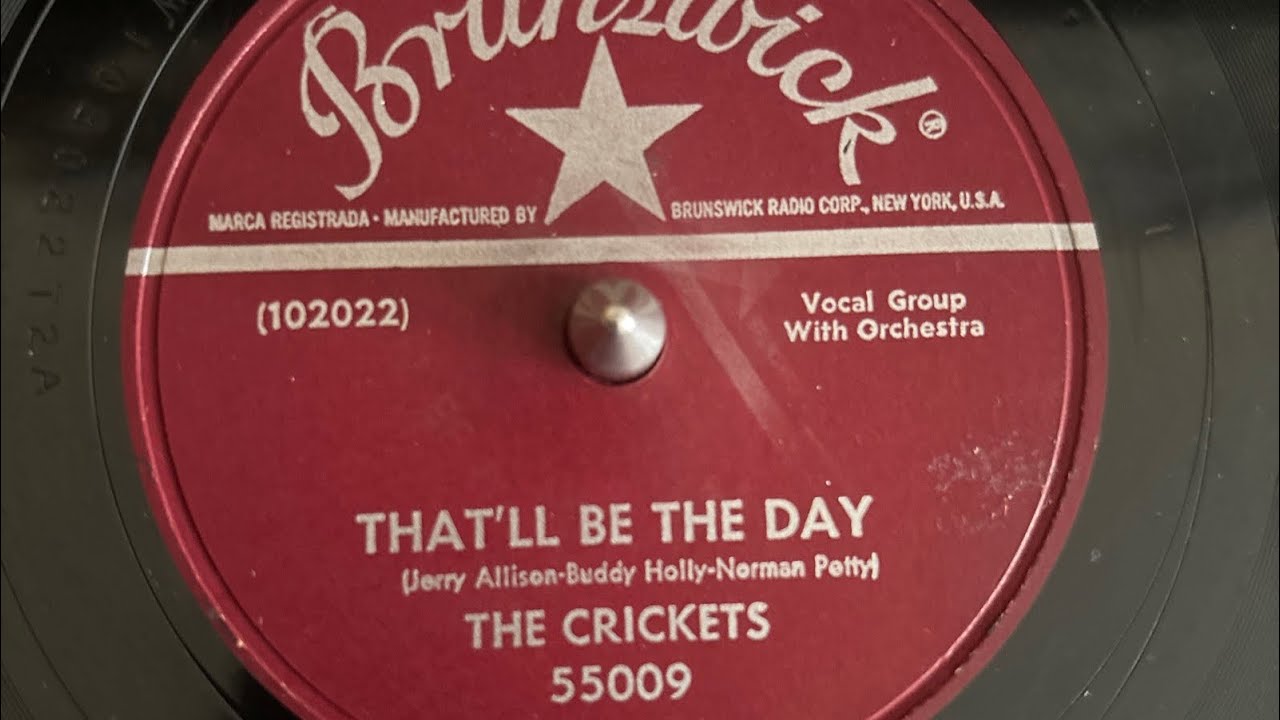 Brunswick®
MARCA REGISTRADA • MANUFACTURED BY BRUNSWICK RADIO CORP., NEW YORK, U.S.A.
(102022)
Vocal Group
With Orchestra
THAT'LL BE THE DAY
(Jerry Allison-Buddy Holly-Norman Petty)
THE CRICKETS
55009